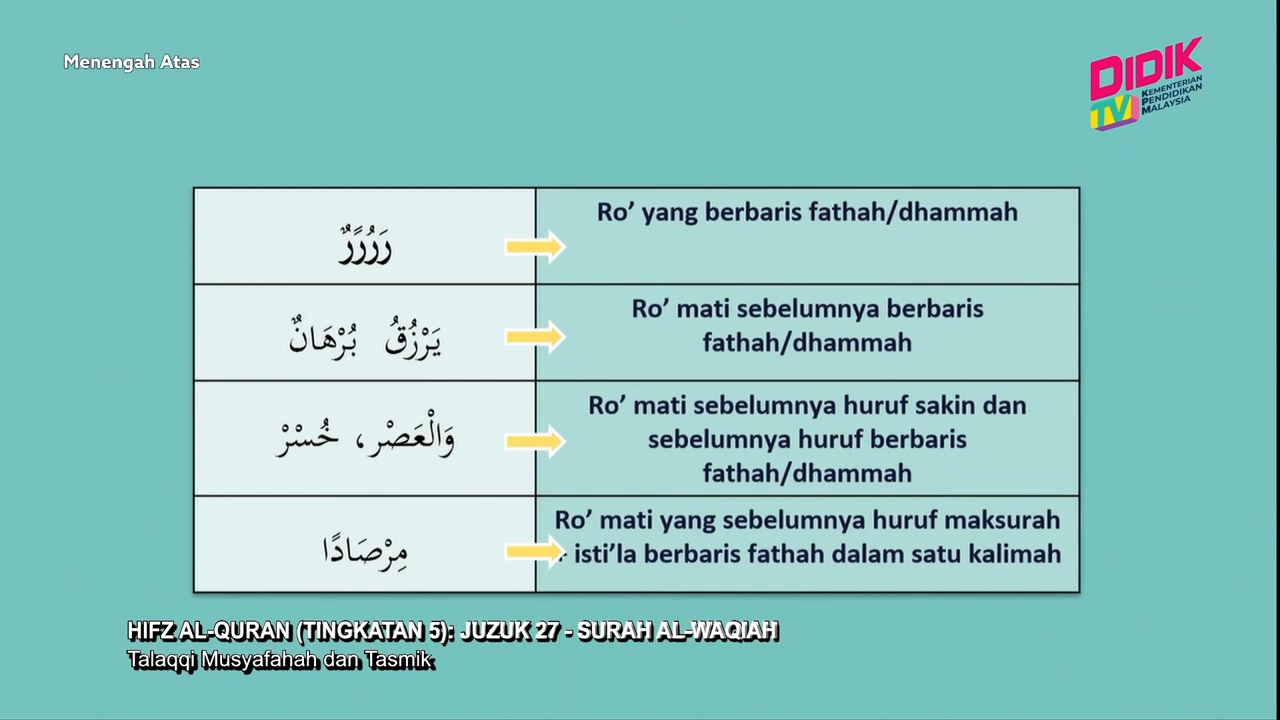 Menengah Atas
DIDIK
TV
KEMENTERIAN
PENDIDIKAN
MALAYSIA
رَرُرًرٌ
Ro’ yang berbaris fathah/dhammah
يَرْزُقُ بُرْهَانٌ
Ro’ mati sebelumnya berbaris
fathah/dhammah
وَالْعَصْر، خُسْرْ
Ro’ mati sebelumnya huruf sakin dan
sebelumnya huruf berbaris
fathah/dhammah
مِرْصَادًا
Ro’ mati yang sebelumnya huruf maksurah
isti’la berbaris fathah dalam satu kalimah
HIFZ AL-QURAN (TINGKATAN 5): JUZUK 27 - SURAH AL-WAQIAH
Talaqqi Musyafahah dan Tasmik